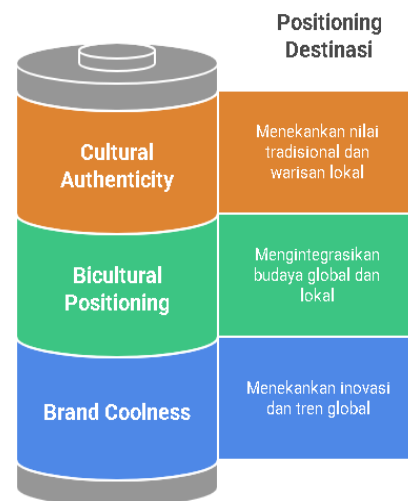 Positioning
Destinasi
Cultural
Authenticity
Menekankan nilai
tradisional dan
warisan lokal
Bicultural
Positioning
Mengintegrasikan
budaya global dan
lokal
Brand Coolness
Menekankan inovasi
dan tren global